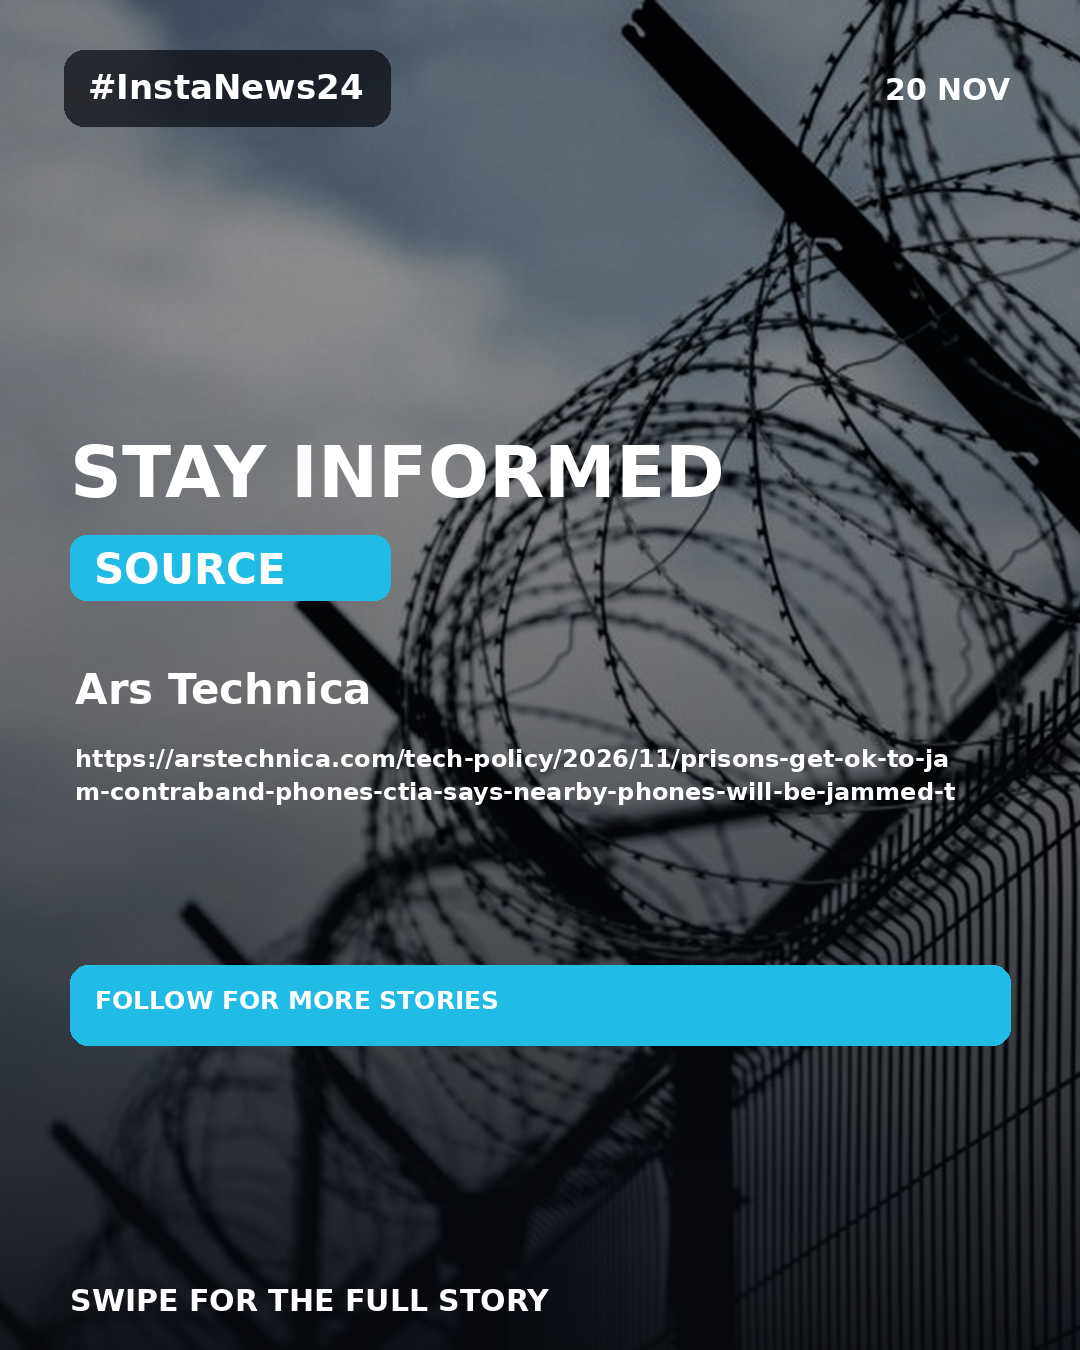 #InstaNews24
20 NOV
STAY INFORMED
SOURCE
Ars Technica
https://arstechnica.com/tech-policy/2026/11/prisons-get-ok-to-ja
m-contraband-phones-ctia-says-nearby-phones-will-be-jammed-t
FOLLOW FOR MORE STORIES
SWIPE FOR THE FULL STORY